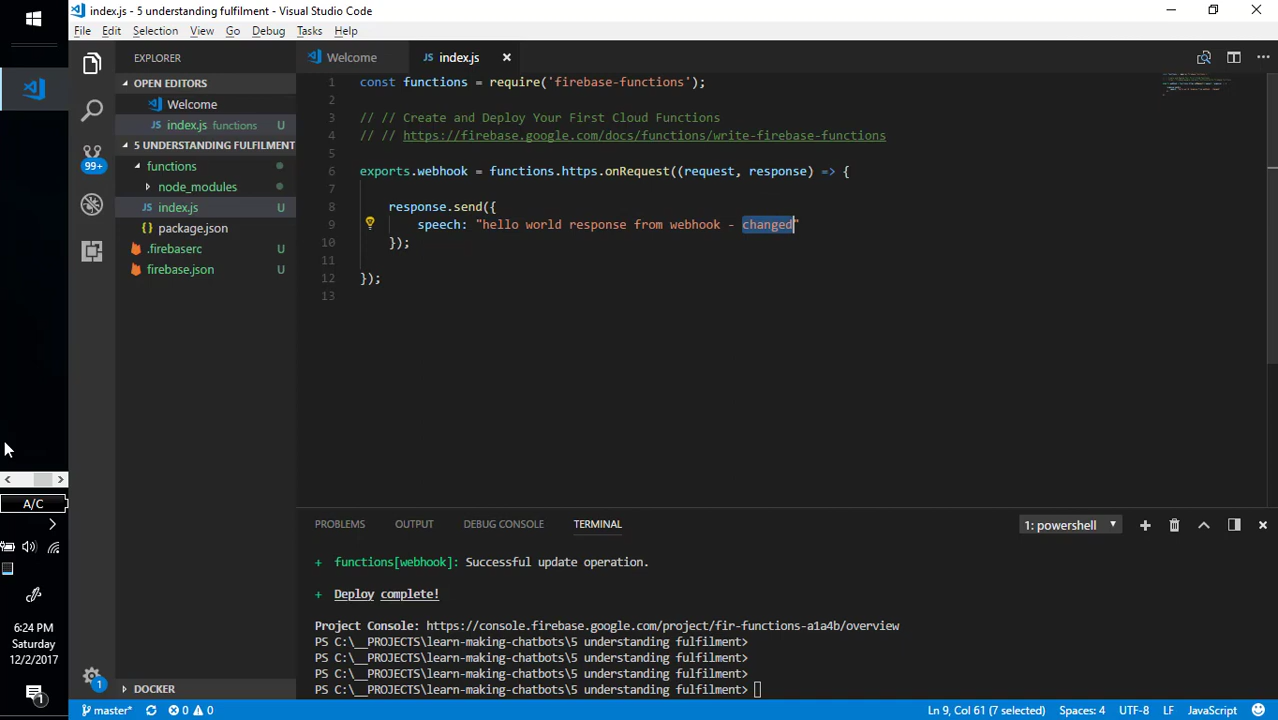 index.js - 5 understanding fulfilment - Visual Studio Code
File Edit Selection View Go Debug Tasks Help
EXPLORER
OPEN EDITORS
Welcome
index.js functions U
5 UNDERSTANDING FULFILMENT
functions
node_modules
index.js U
package.json U
.firebaserc U
firebase.json U
DOCKER
99+
1
Welcome
index.js
1 const functions = require('firebase-functions');
2
3 // // Create and Deploy Your First Cloud Functions
4 // // https://firebase.google.com/docs/functions/write-firebase-functions
5
6 exports.webhook = functions.https.onRequest((request, response) => {
7
8 response.send({
9 speech: "hello world response from webhook - changed"
10 });
11
12 });
13
PROBLEMS OUTPUT DEBUG CONSOLE TERMINAL
1: powershell
+ functions[webhook]: Successful update operation.
+ Deploy complete!
Project Console: https://console.firebase.google.com/project/fir-functions-a1a4b/overview
PS C:\__PROJECTS\learn-making-chatbots\5 understanding fulfilment>
PS C:\__PROJECTS\learn-making-chatbots\5 understanding fulfilment>
PS C:\__PROJECTS\learn-making-chatbots\5 understanding fulfilment>
PS C:\__PROJECTS\learn-making-chatbots\5 understanding fulfilment>
master* 0 0
Ln 9, Col 61 (7 selected) Spaces: 4 UTF-8 LF JavaScript
A/C
6:24 PM
Saturday
12/2/2017
1